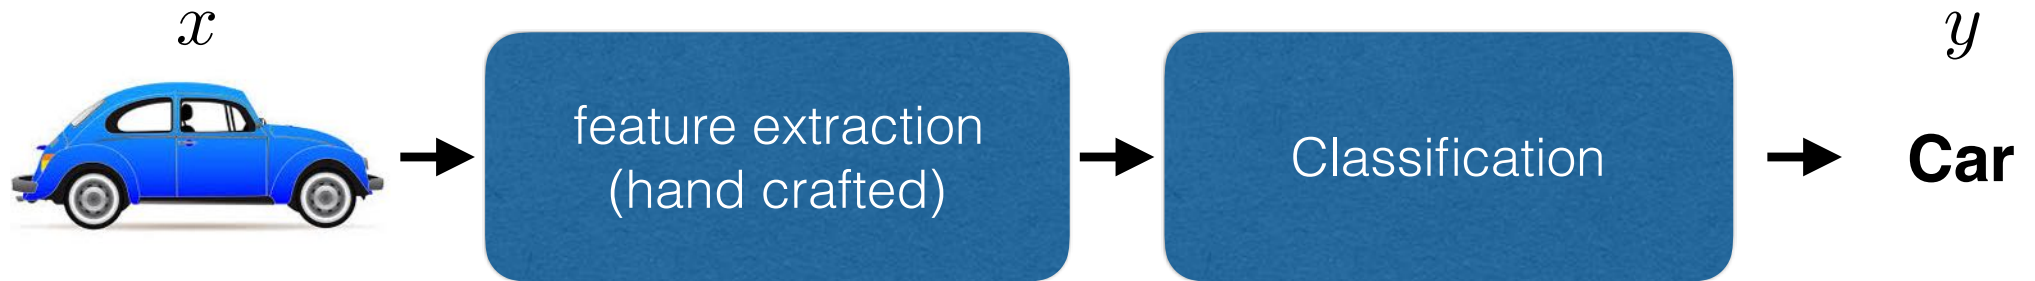 x
feature extraction
(hand crafted)
Classification
y
Car